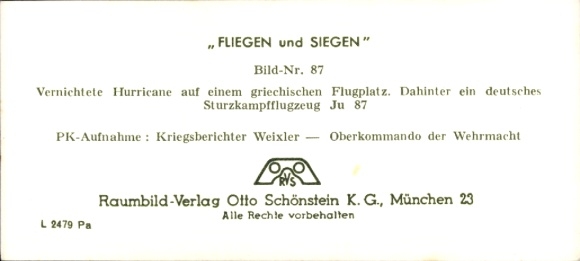 „FLIEGEN und SIEGEN"
Bild-Nr. 87
Vernichtete Hurricane auf einem griechischen Flugplatz. Dahinter ein deutsches
Sturzkampfflugzeug Ju 87
PK-Aufnahme : Kriegsberichter Weixler — Oberkommando der Wehrmacht
RVS
Raumbild-Verlag Otto Schönstein K. G., München 23
Alle Rechte vorbehalten
L 2479 Pa